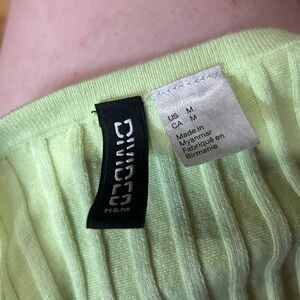 DIVIDED
H&M
US M
CA M
Made in
Myanmar
Fabriqué en
Birmanie